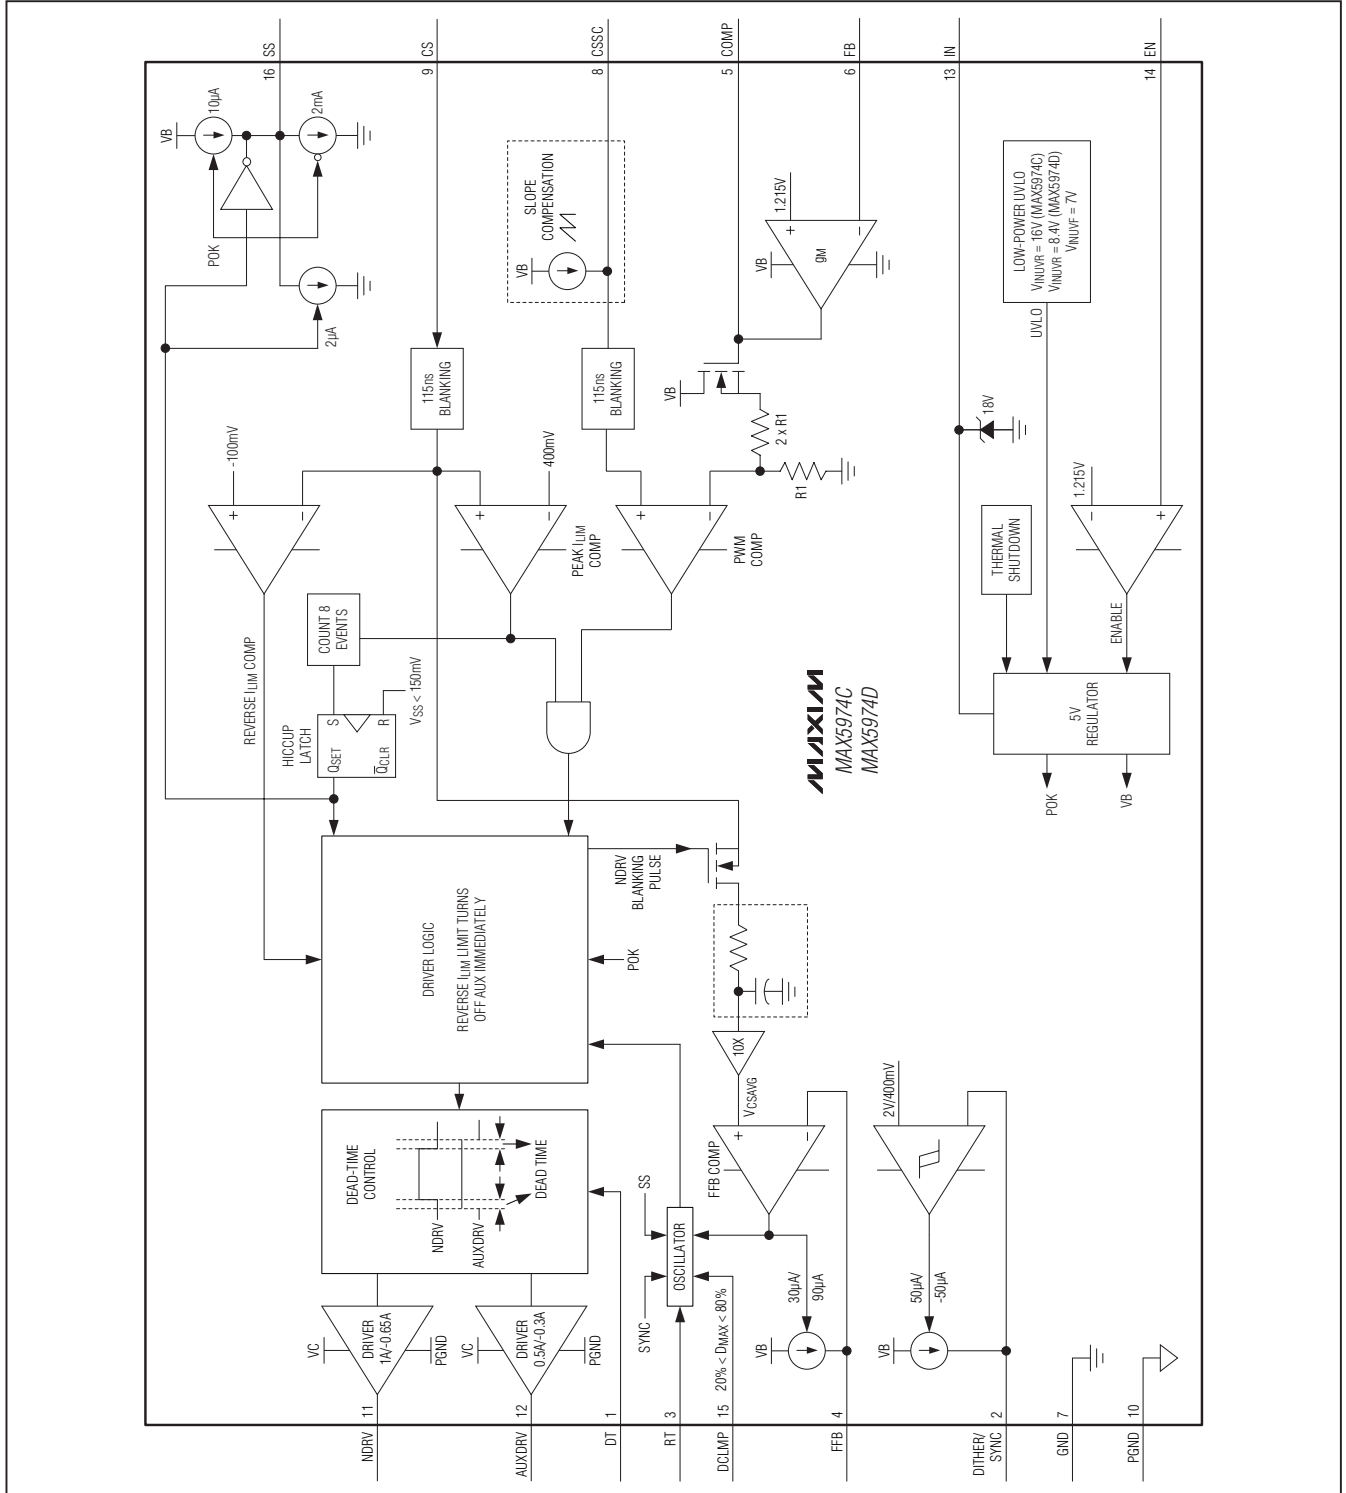 16 SS
9 CS
8 CSSC
5 COMP
6 FB
13 IN
14 EN
VB
10µA
2mA
POK
2µA
SLOPE
COMPENSATION
VB
1.215V
VB
+
gM
−
LOW-POWER UVLO
VINUVR = 16V (MAX5974C)
VINUVR = 8.4V (MAX5974D)
VINUVF = 7V
UVLO
115ns
BLANKING
115ns
BLANKING
VB
2 x R1
R1
18V
-100mV
+
−
400mV
+
−
PEAK ILIM
COMP
+
−
PWM
COMP
THERMAL
SHUTDOWN
1.215V
−
+
ENABLE
REVERSE ILIM COMP
COUNT 8
EVENTS
HICCUP
LATCH
S
R
QSET
QCLR
VSS < 150mV
MAXIM
MAX5974C
MAX5974D
5V
REGULATOR
POK
VB
DRIVER LOGIC
REVERSE ILIM LIMIT TURNS
OFF AUX IMMEDIATELY
NDRV
BLANKING
PULSE
POK
10X
VCSAVG
DEAD-TIME
CONTROL
NDRV
AUXDRV
DEAD TIME
SS
SYNC
OSCILLATOR
FFB COMP
+
−
2V/400mV
30µA/
90µA
50µA/
-50µA
20% < DMAX < 80%
VC
DRIVER
1A/-0.65A
PGND
VC
DRIVER
0.5A/-0.3A
PGND
VB
VB
NDRV 11
AUXDRV 12
DT 1
RT 3
DCLMP 15
FFB 4
DITHER/
SYNC 2
GND 7
PGND 10